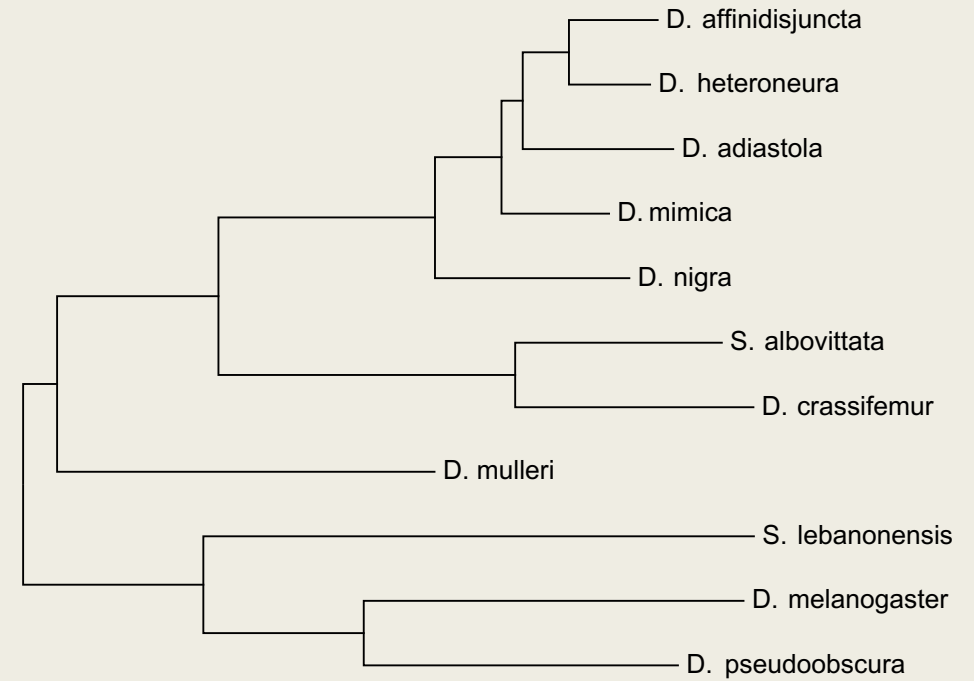 D. affinidisjuncta
D. heteroneura
D. adiastola
D. mimica
D. nigra
S. albovittata
D. crassifemur
D. mulleri
S. lebanonensis
D. melanogaster
D. pseudoobscura